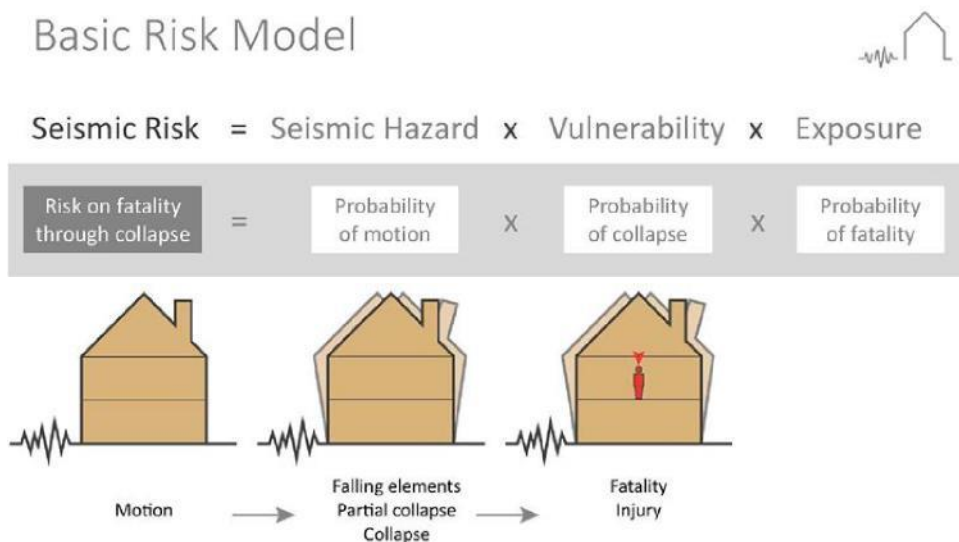 Basic Risk Model
Seismic Risk = Seismic Hazard x Vulnerability x Exposure
Risk on fatality through collapse = Probability of motion x Probability of collapse x Probability of fatality
Motion
Falling elements
Partial collapse
Collapse
Fatality
Injury